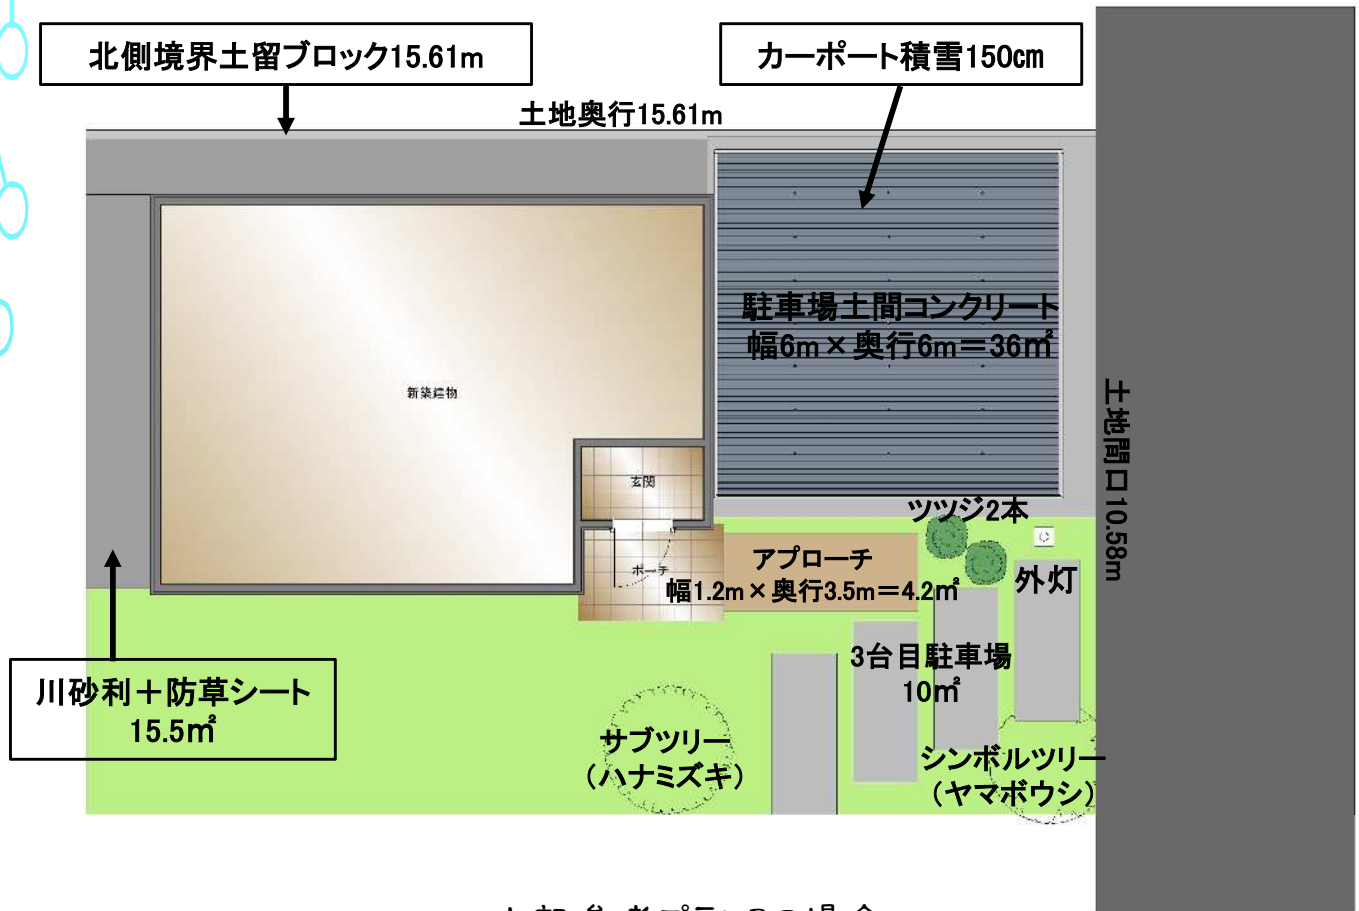 北側境界土留ブロック15.61m
カーポート積雪150㎝
土地奥行15.61m
駐車場土間コンクリート
幅6m×奥行6m＝36㎡
新築建物
土地間口10.58m
玄関
ツツジ2本
ポーチ
アプローチ
幅1.2m×奥行3.5m＝4.2㎡
外灯
川砂利＋防草シート
15.5㎡
3台目駐車場
10㎡
サブツリー
（ハナミズキ）
シンボルツリー
（ヤマボウシ）